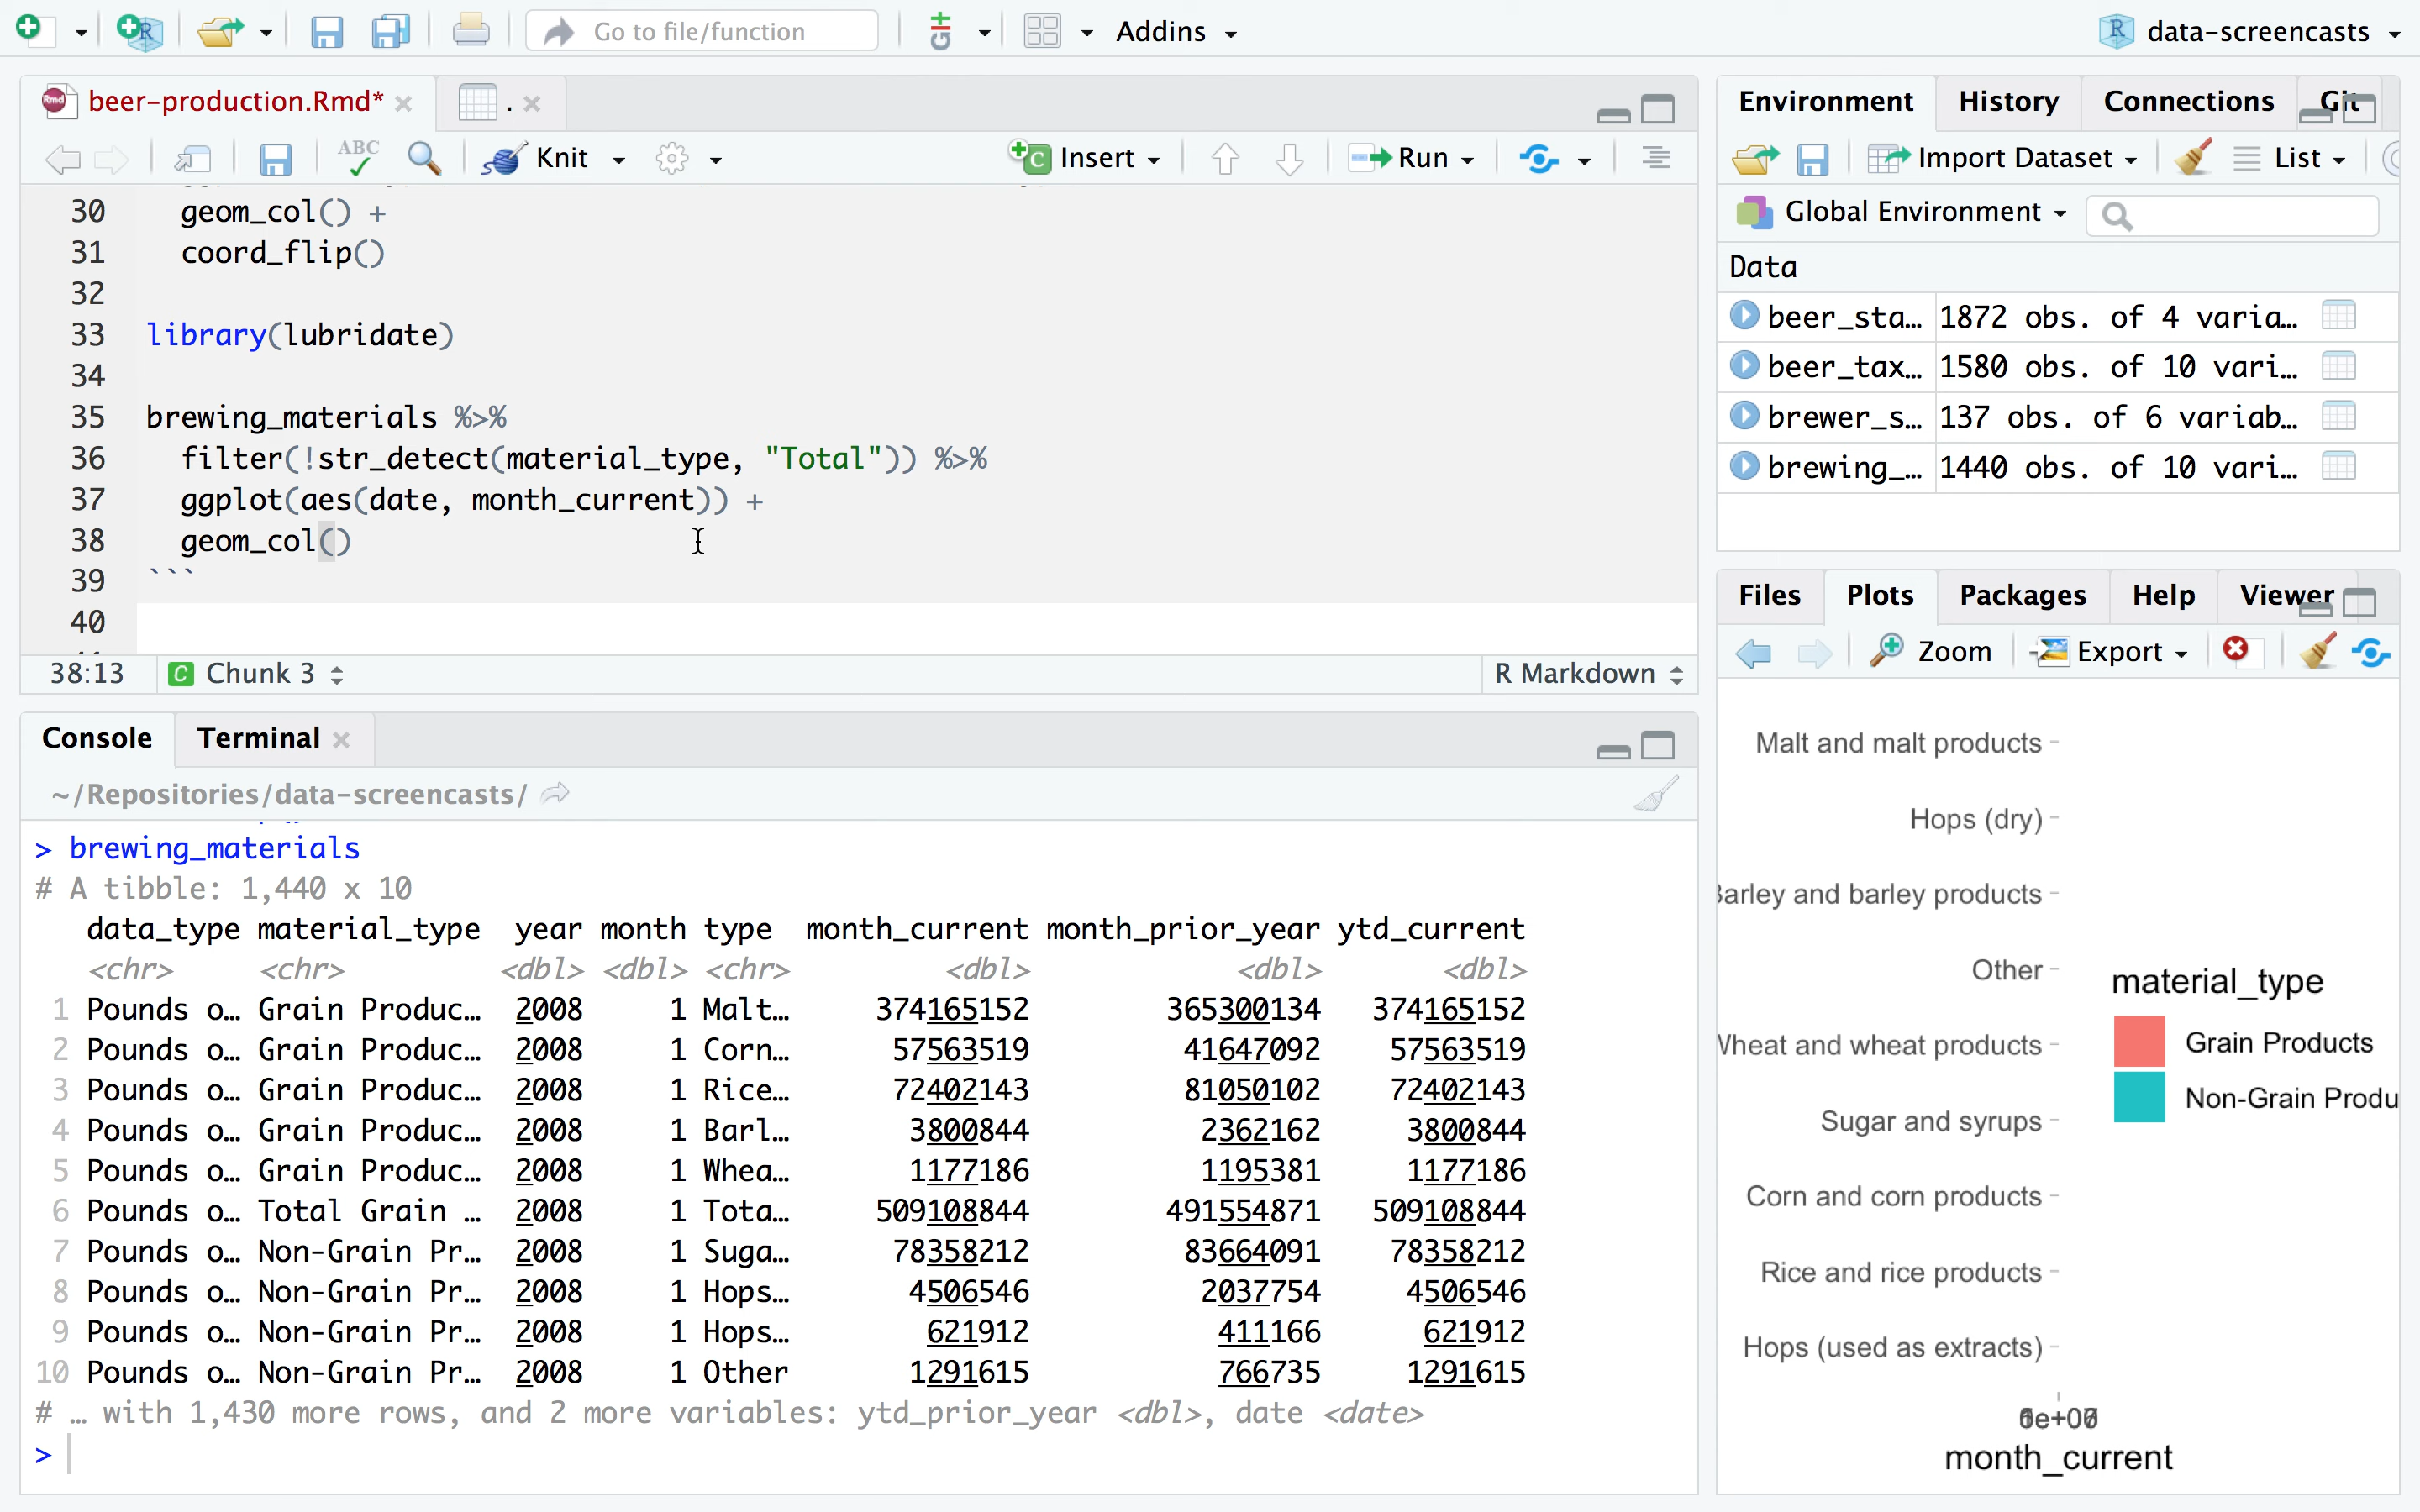 Go to file/function
Addins
data-screencasts
beer-production.Rmd*
.
Environment History Connections Git
ABC Knit Insert Run
Import Dataset List
Global Environment
30 geom_col() +
31 coord_flip()
32
33 library(lubridate)
34
35 brewing_materials %>%
36 filter(!str_detect(material_type, "Total")) %>%
37 ggplot(aes(date, month_current)) +
38 geom_col()
39 ```
40
38:13 Chunk 3 R Markdown
Data
beer_sta… 1872 obs. of 4 varia…
beer_tax… 1580 obs. of 10 vari…
brewer_s… 137 obs. of 6 variab…
brewing_… 1440 obs. of 10 vari…
Files Plots Packages Help Viewer
Zoom Export
Console Terminal
~/Repositories/data-screencasts/
> brewing_materials
# A tibble: 1,440 x 10
data_type material_type year month type month_current month_prior_year ytd_current
<chr> <chr> <dbl> <dbl> <chr> <dbl> <dbl> <dbl>
1 Pounds o… Grain Produc… 2008 1 Malt… 374165152 365300134 374165152
2 Pounds o… Grain Produc… 2008 1 Corn… 57563519 41647092 57563519
3 Pounds o… Grain Produc… 2008 1 Rice… 72402143 81050102 72402143
4 Pounds o… Grain Produc… 2008 1 Barl… 3800844 2362162 3800844
5 Pounds o… Grain Produc… 2008 1 Whea… 1177186 1195381 1177186
6 Pounds o… Total Grain … 2008 1 Tota… 509108844 491554871 509108844
7 Pounds o… Non-Grain Pr… 2008 1 Suga… 78358212 83664091 78358212
8 Pounds o… Non-Grain Pr… 2008 1 Hops… 4506546 2037754 4506546
9 Pounds o… Non-Grain Pr… 2008 1 Hops… 621912 411166 621912
10 Pounds o… Non-Grain Pr… 2008 1 Other 1291615 766735 1291615
# … with 1,430 more rows, and 2 more variables: ytd_prior_year <dbl>, date <date>
>
Malt and malt products
Hops (dry)
Barley and barley products
Other
Wheat and wheat products
Sugar and syrups
Corn and corn products
Rice and rice products
Hops (used as extracts)
month_current
material_type
Grain Products
Non-Grain Produ